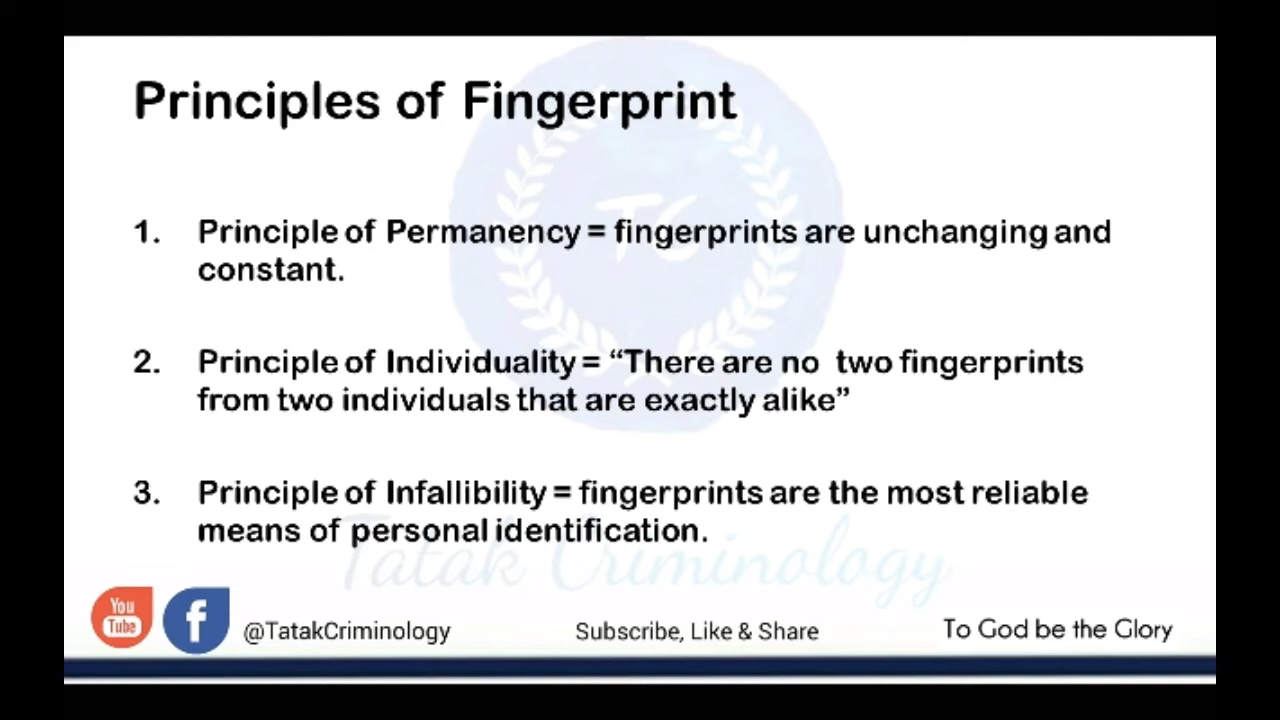 Principles of Fingerprint
1. Principle of Permanency = fingerprints are unchanging and
constant.
2. Principle of Individuality = “There are no two fingerprints
from two individuals that are exactly alike”
3. Principle of Infallibility = fingerprints are the most reliable
means of personal identification.
TC
Tatak Criminology
You
Tube
f
@TatakCriminology
Subscribe, Like & Share
To God be the Glory